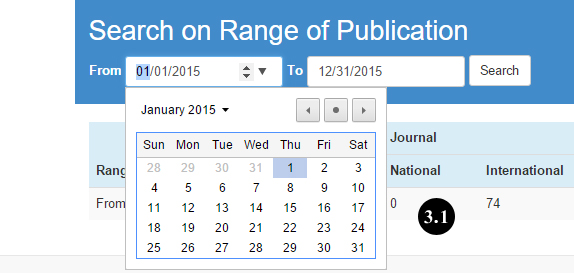 Search on Range of Publication
From 01/01/2015 To 12/31/2015 Search
January 2015
Journal
Sun Mon Tue Wed Thu Fri Sat
28 29 30 31 1 2 3
Rang National International
4 5 6 7 8 9 10
From 0 3.1 74
11 12 13 14 15 16 17
18 19 20 21 22 23 24
25 26 27 28 29 30 31